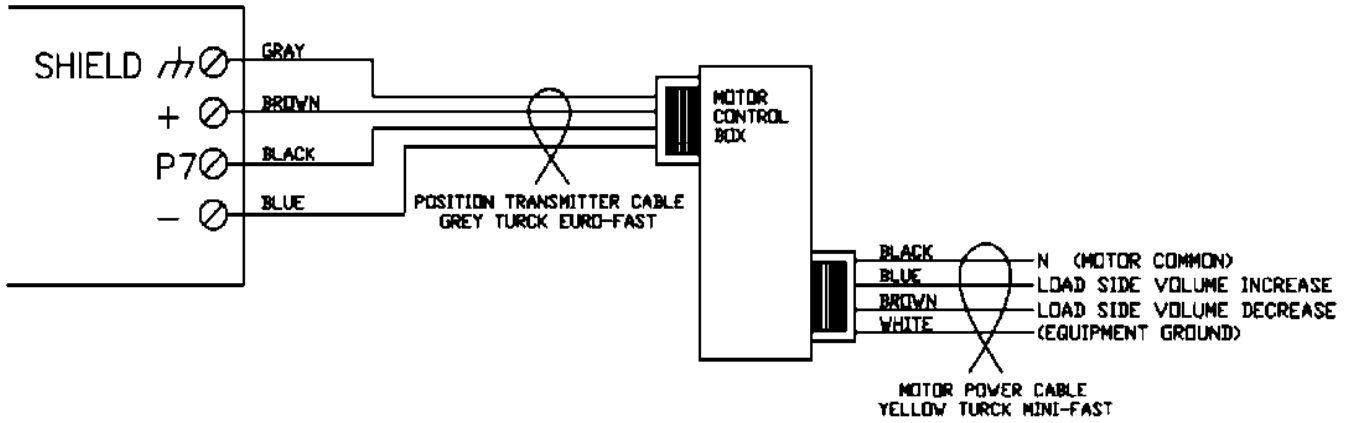 SHIELD
GRAY
+
BROWN
P7
BLACK
-
BLUE
POSITION TRANSMITTER CABLE
GREY TURCK EURO-FAST
MOTOR
CONTROL
BOX
BLACK
N (MOTOR COMMON)
BLUE
LOAD SIDE VOLUME INCREASE
BROWN
LOAD SIDE VOLUME DECREASE
WHITE
(EQUIPMENT GROUND)
MOTOR POWER CABLE
YELLOW TURCK MINI-FAST